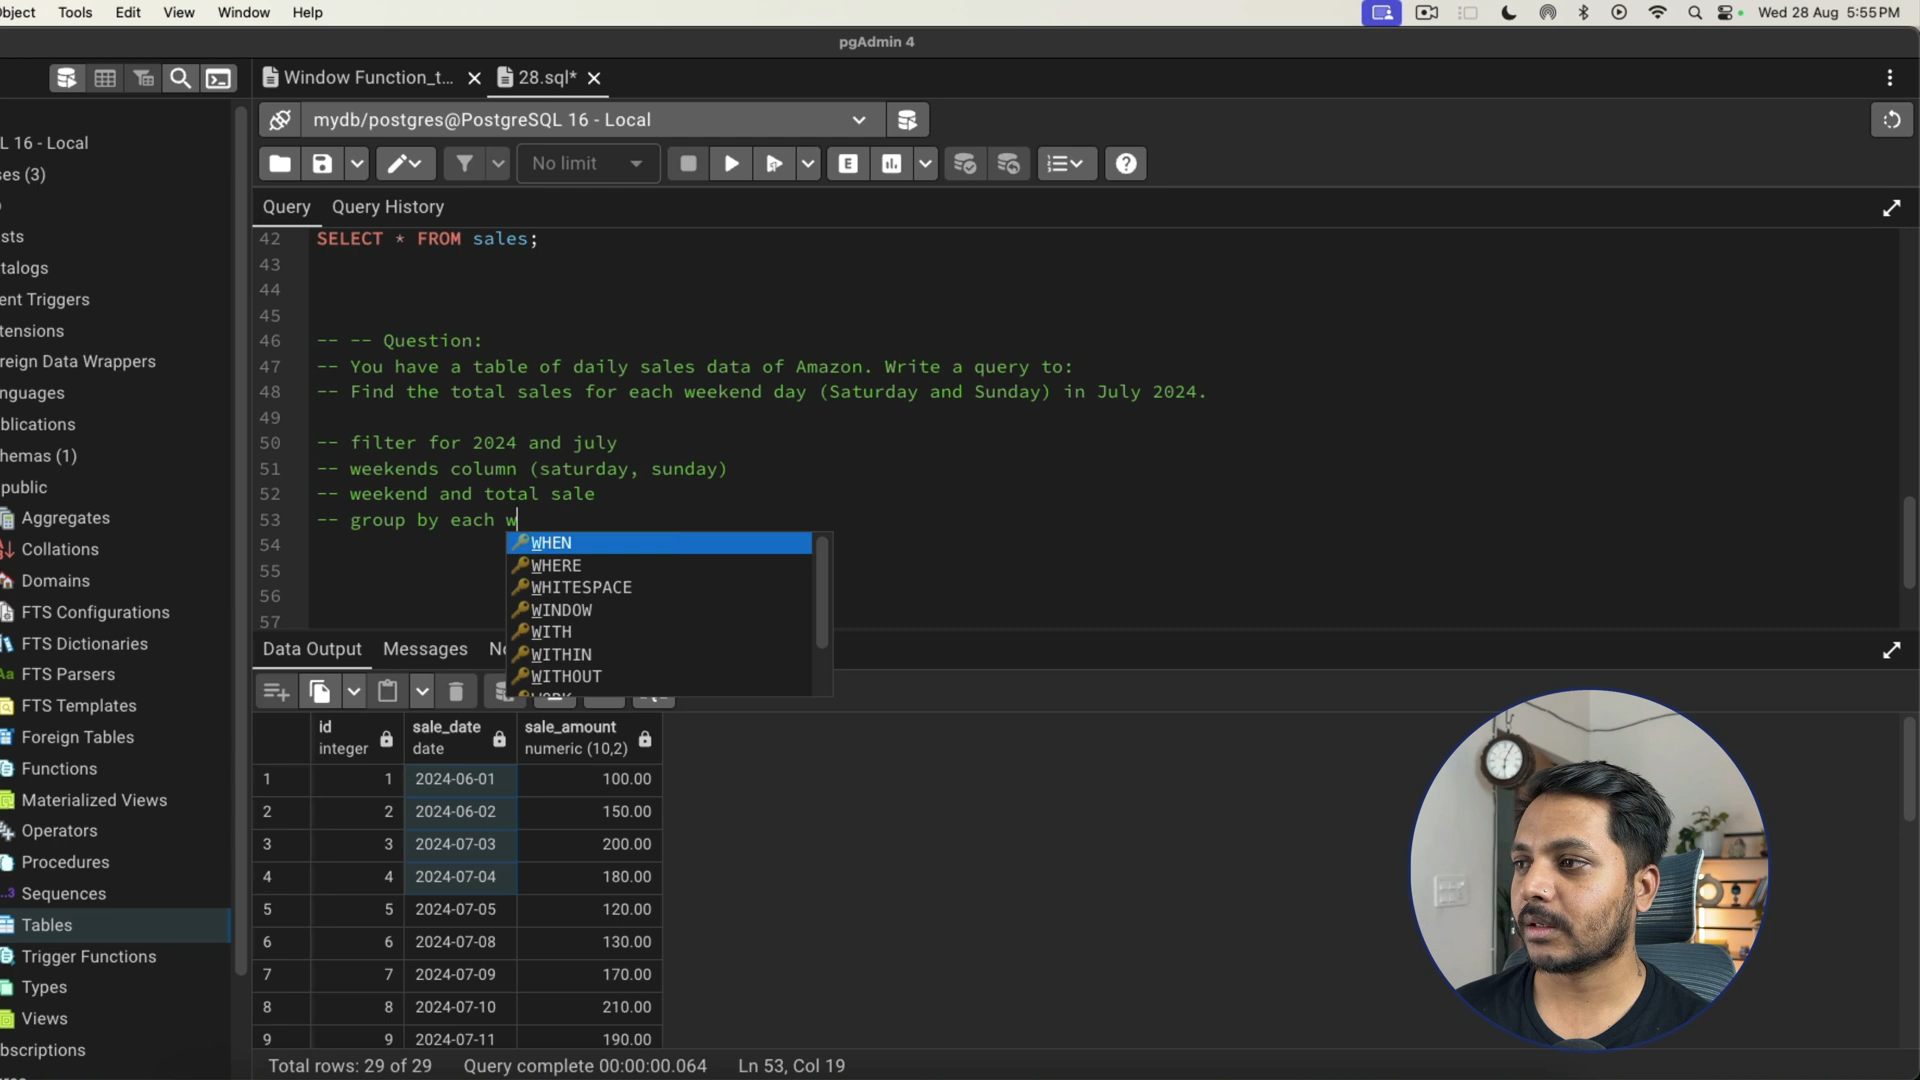 bject Tools Edit View Window Help Wed 28 Aug 5:55 PM
pgAdmin 4
Window Function_t... 28.sql*
mydb/postgres@PostgreSQL 16 - Local
No limit
Query Query History
L 16 - Local
ses (3)
sts
talogs
ent Triggers
tensions
reign Data Wrappers
nguages
blications
hemas (1)
public
Aggregates
Collations
Domains
FTS Configurations
FTS Dictionaries
FTS Parsers
FTS Templates
Foreign Tables
Functions
Materialized Views
Operators
Procedures
Sequences
Tables
Trigger Functions
Types
Views
bscriptions
42 SELECT * FROM sales;
43
44
45
46 -- -- Question:
47 -- You have a table of daily sales data of Amazon. Write a query to:
48 -- Find the total sales for each weekend day (Saturday and Sunday) in July 2024.
49
50 -- filter for 2024 and july
51 -- weekends column (saturday, sunday)
52 -- weekend and total sale
53 -- group by each w
54
55
56
57
WHEN
WHERE
WHITESPACE
WINDOW
WITH
WITHIN
WITHOUT
Data Output Messages
id integer sale_date date sale_amount numeric (10,2)
1 1 2024-06-01 100.00
2 2 2024-06-02 150.00
3 3 2024-07-03 200.00
4 4 2024-07-04 180.00
5 5 2024-07-05 120.00
6 6 2024-07-08 130.00
7 7 2024-07-09 170.00
8 8 2024-07-10 210.00
9 9 2024-07-11 190.00
Total rows: 29 of 29 Query complete 00:00:00.064 Ln 53, Col 19